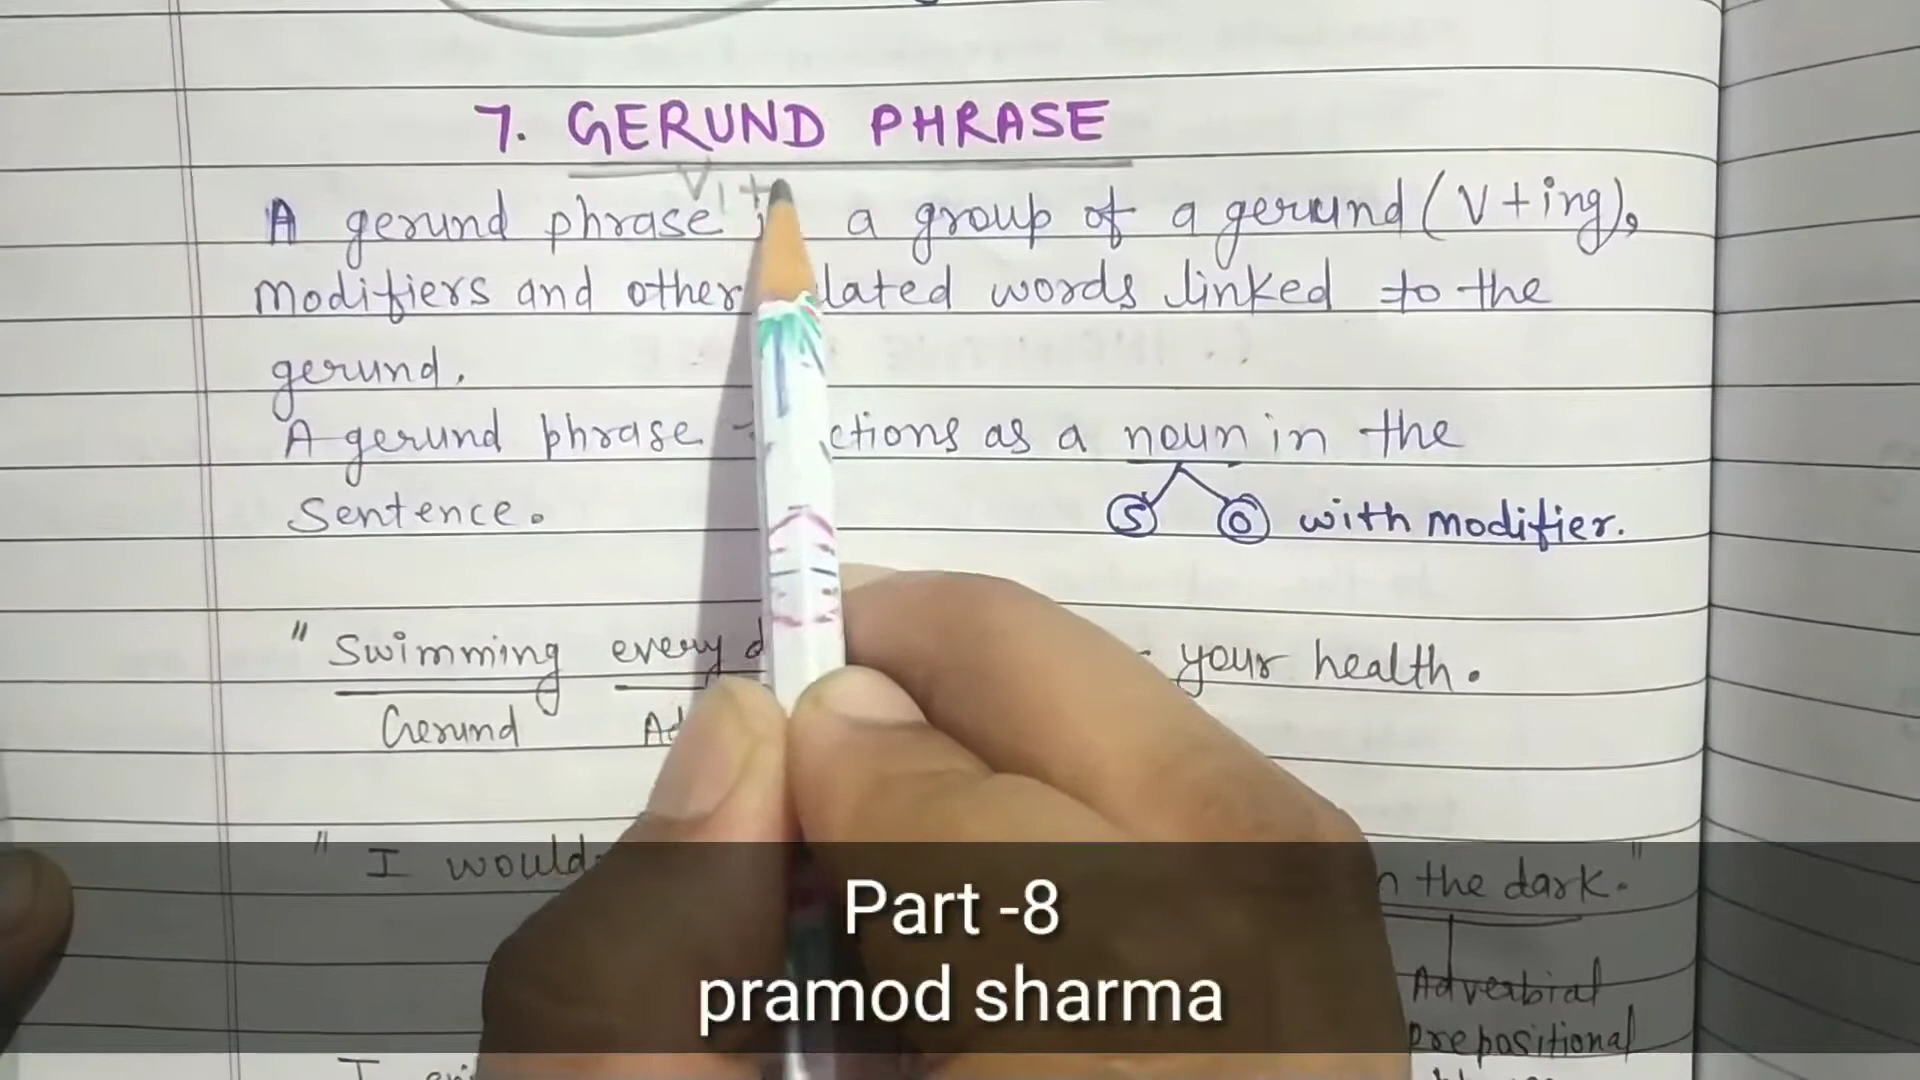 7. GERUND PHRASE
V1+
A gerund phrase a group of a gerund (V+ing),
modifiers and other lated words linked to the
gerund.
A gerund phrase ctions as a noun in the
Sentence.
S O with modifier.
"Swimming every your health.
Gerund
"I would n the dark."
Part -8
Adverbial
pramod sharma
prepositional
I